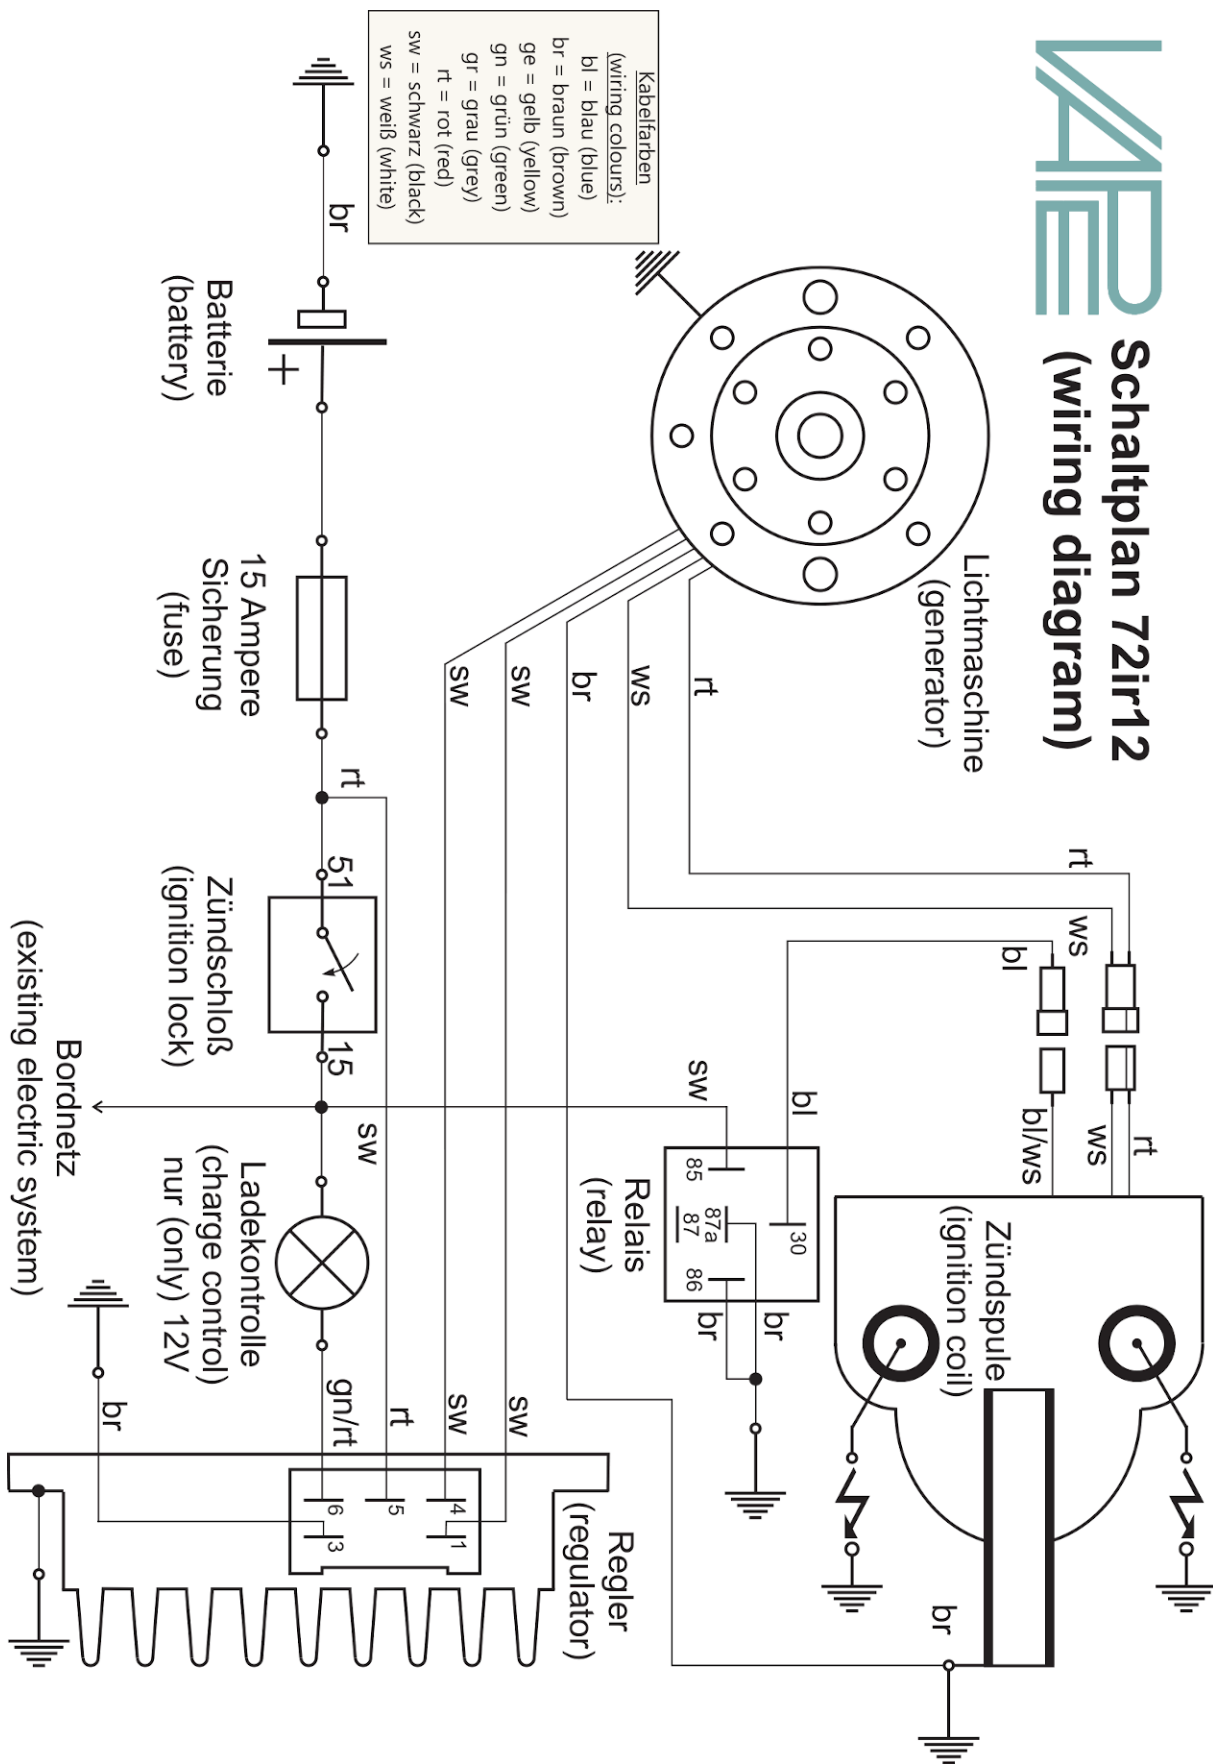 VAPE
Schaltplan 72ir12
(wiring diagram)
Kabelfarben
(wiring colours):
bl = blau (blue)
br = braun (brown)
ge = gelb (yellow)
gn = grün (green)
gr = grau (grey)
rt = rot (red)
sw = schwarz (black)
ws = weiß (white)
Lichtmaschine
(generator)
rt
ws
br
sw
sw
rt
ws
bl
rt
ws
bl/ws
Zündspule
(ignition coil)
br
sw
bl
85
87a
87
86
30
Relais
(relay)
br
br
br
Batterie
(battery)
+
15 Ampere
Sicherung
(fuse)
rt
51
15
Zündschloß
(ignition lock)
Bordnetz
(existing electric system)
sw
Ladekontrolle
(charge control)
nur (only) 12V
gn/rt
rt
sw
sw
br
4
1
5
6
3
Regler
(regulator)